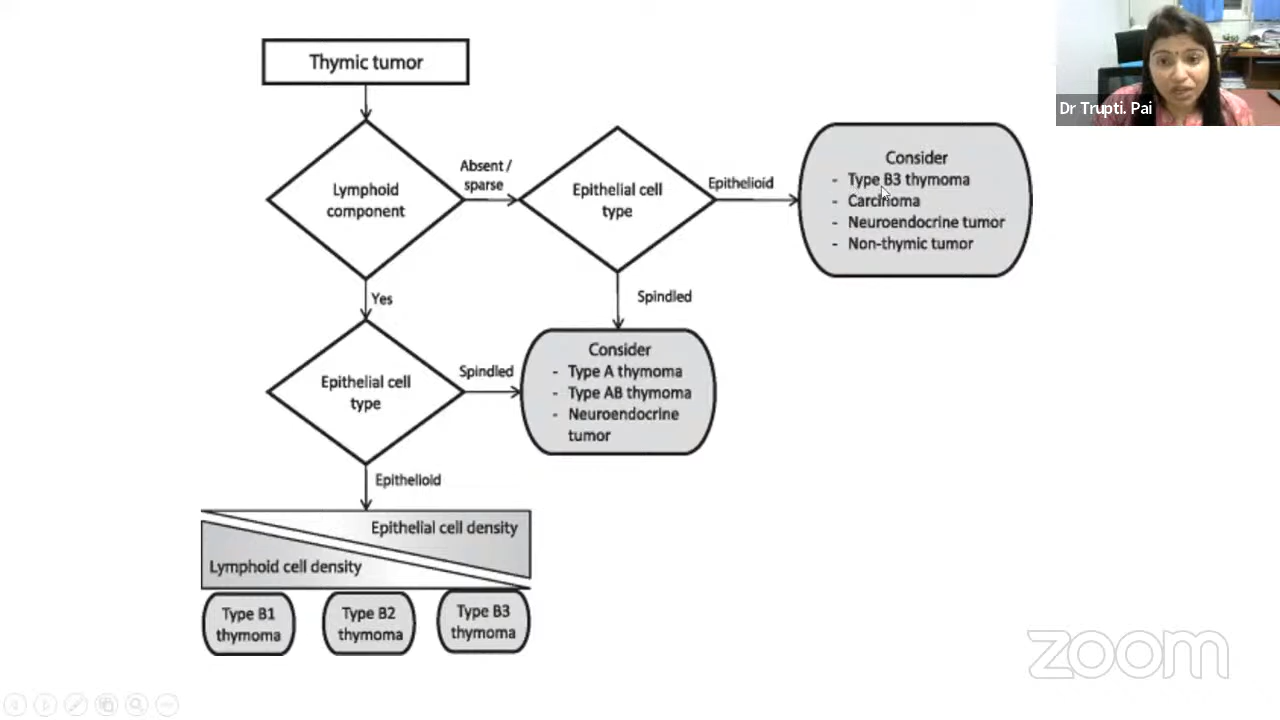 Thymic tumor
Dr Trupti. Pai
Lymphoid
component
Absent /
sparse
Epithelial cell
type
Epithelioid
Consider
- Type B3 thymoma
- Carcinoma
- Neuroendocrine tumor
- Non-thymic tumor
Yes
Spindled
Epithelial cell
type
Spindled
Consider
- Type A thymoma
- Type AB thymoma
- Neuroendocrine
tumor
Epithelioid
Epithelial cell density
Lymphoid cell density
Type B1
thymoma
Type B2
thymoma
Type B3
thymoma
zoom